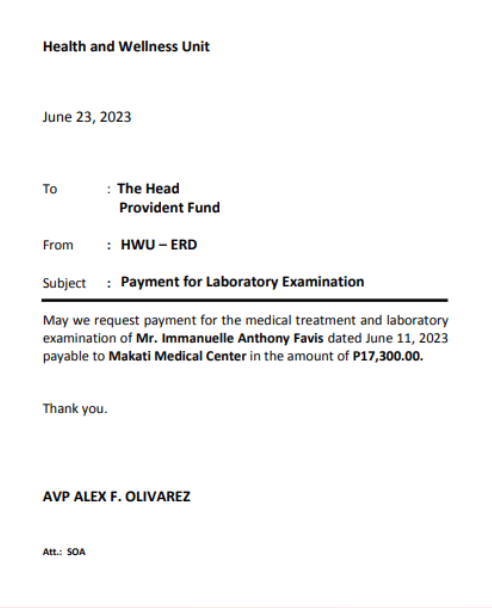 Health and Wellness Unit
June 23, 2023
To : The Head
Provident Fund
From : HWU – ERD
Subject : Payment for Laboratory Examination
May we request payment for the medical treatment and laboratory
examination of Mr. Immanuelle Anthony Favis dated June 11, 2023
payable to Makati Medical Center in the amount of P17,300.00.
Thank you.
AVP ALEX F. OLIVAREZ
Att.: SOA